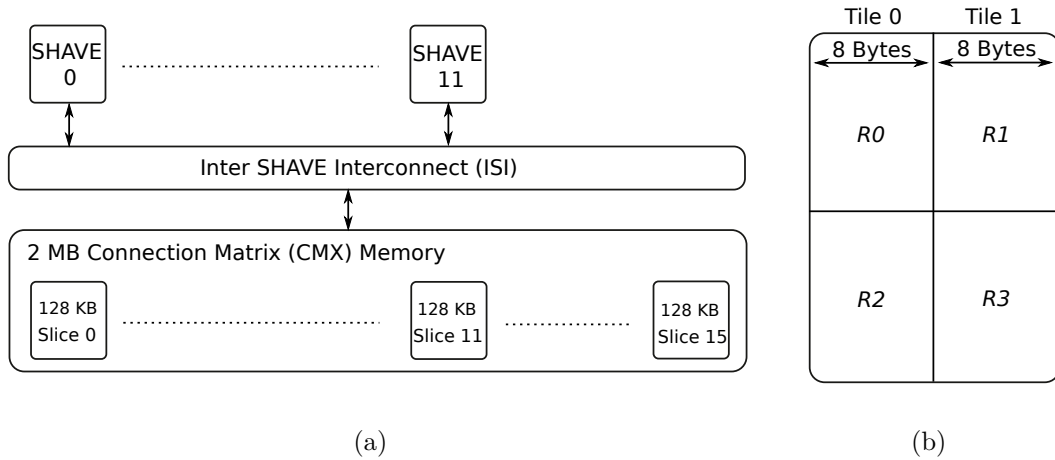 SHAVE
0
SHAVE
11
Inter SHAVE Interconnect (ISI)
2 MB Connection Matrix (CMX) Memory
128 KB
Slice 0
128 KB
Slice 11
128 KB
Slice 15
(a)
Tile 0 Tile 1
8 Bytes 8 Bytes
R0 R1
R2 R3
(b)